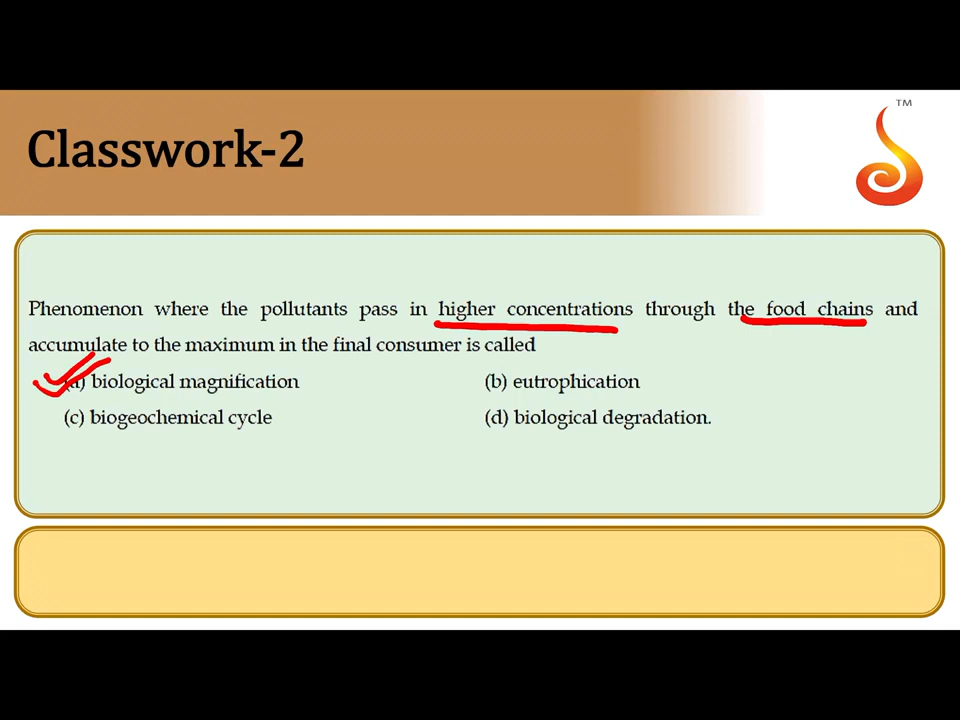 TM
Classwork-2
Phenomenon where the pollutants pass in higher concentrations through the food chains and
accumulate to the maximum in the final consumer is called
(a) biological magnification (b) eutrophication
(c) biogeochemical cycle (d) biological degradation.